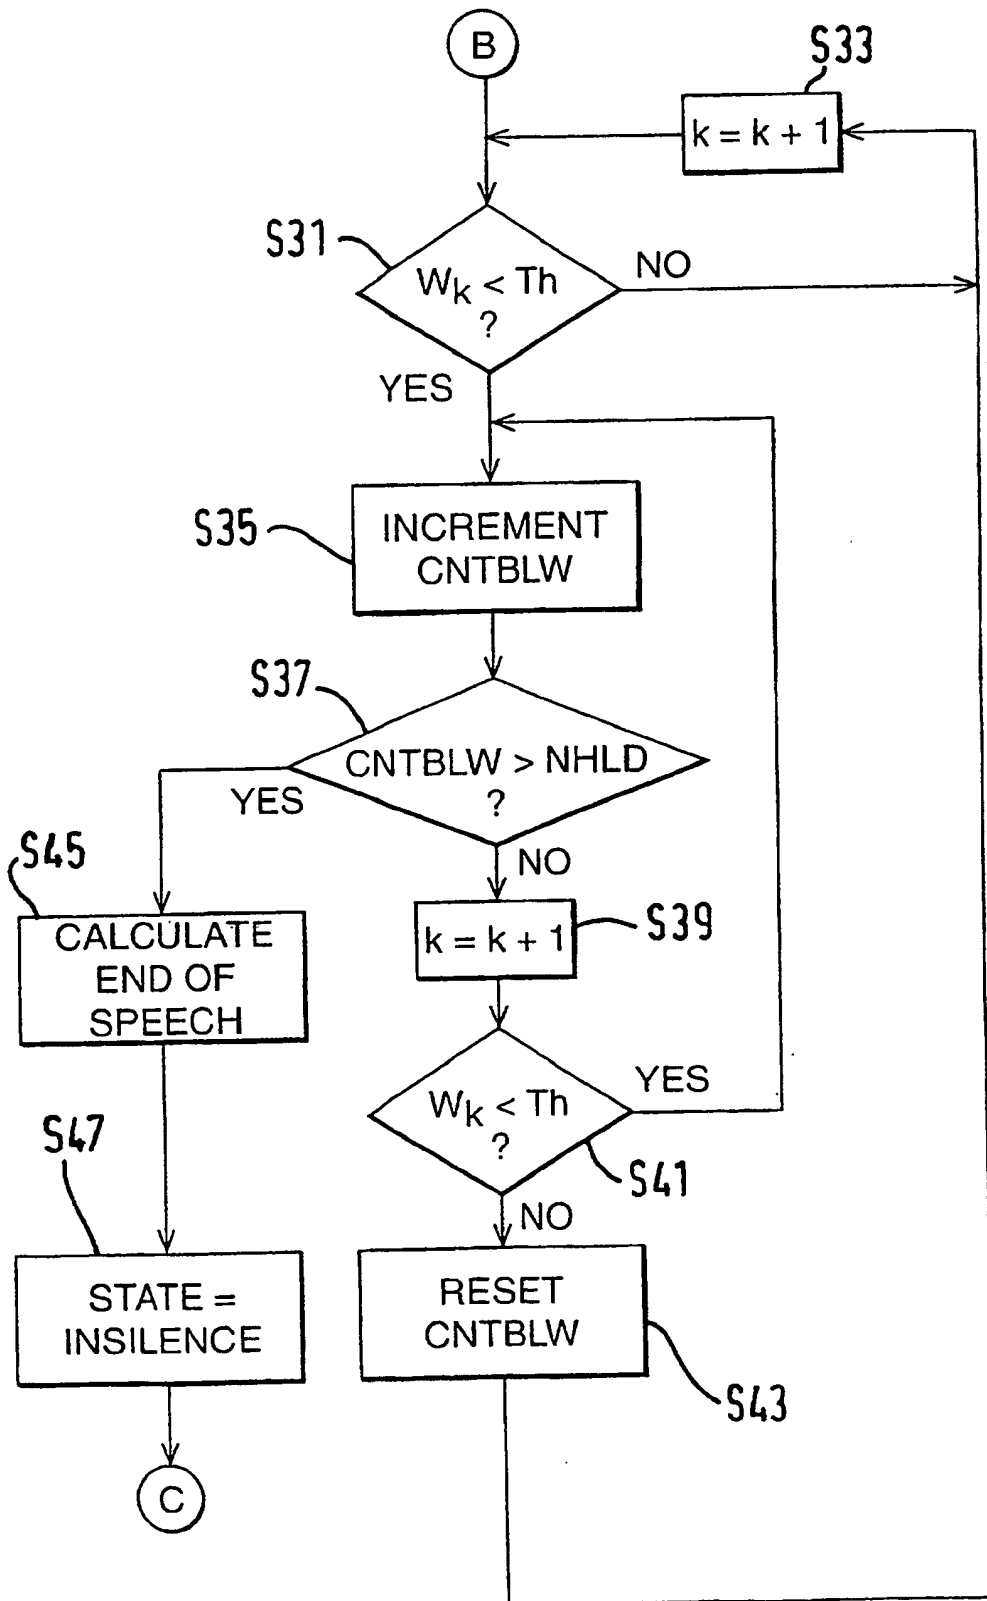 B
S33
k = k + 1
S31
Wk < Th
?
NO
YES
S35
INCREMENT
CNTBLW
S37
CNTBLW > NHLD
?
YES
NO
S45
CALCULATE
END OF
SPEECH
k = k + 1
S39
Wk < Th
?
YES
S41
NO
S47
STATE =
INSILENCE
RESET
CNTBLW
S43
C